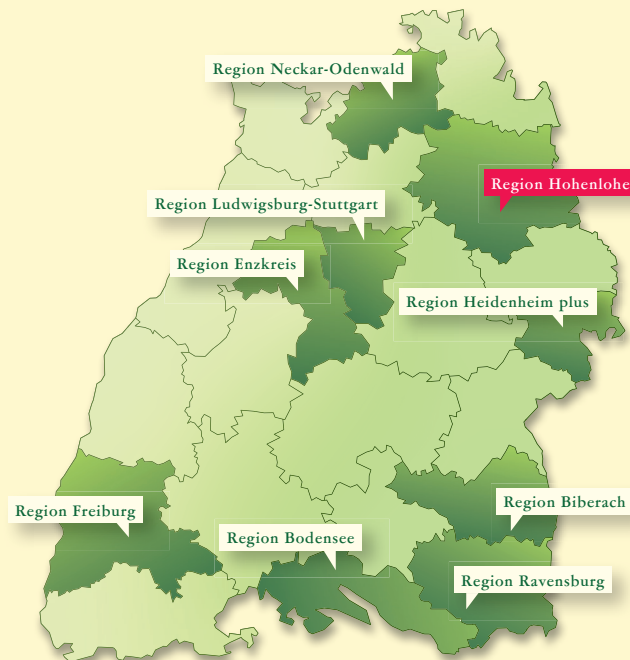 Region Neckar-Odenwald
Region Hohenlohe
Region Ludwigsburg-Stuttgart
Region Enzkreis
Region Heidenheim plus
Region Biberach
Region Freiburg
Region Bodensee
Region Ravensburg